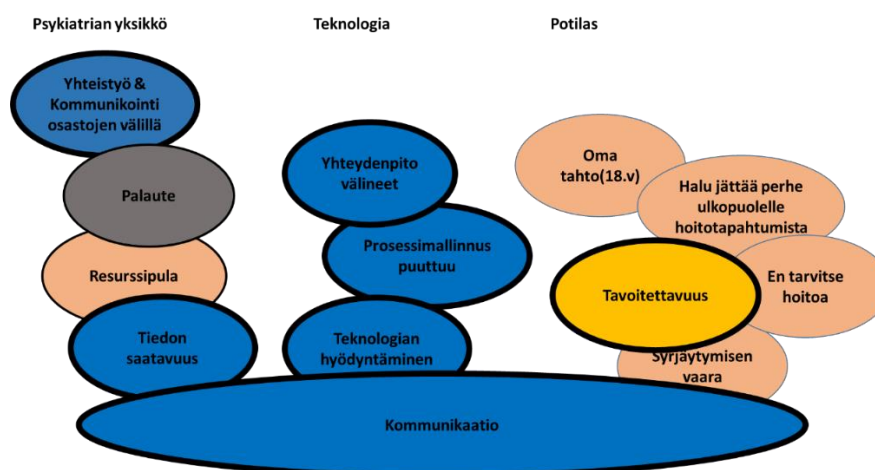 Psykiatrian yksikkö
Teknologia
Potilas
Yhteistyö &
Kommunikointi
osastojen välillä
Palaute
Resurssipula
Tiedon
saatavuus
Yhteydenpito
välineet
Prosessimallinnus
puuttuu
Teknologian
hyödyntäminen
Oma
tahto(18.v)
Halu jättää perhe
ulkopuolelle
hoitotapahtumista
Tavoitettavuus
En tarvitse
hoitoa
Syrjäytymisen
vaara
Kommunikaatio